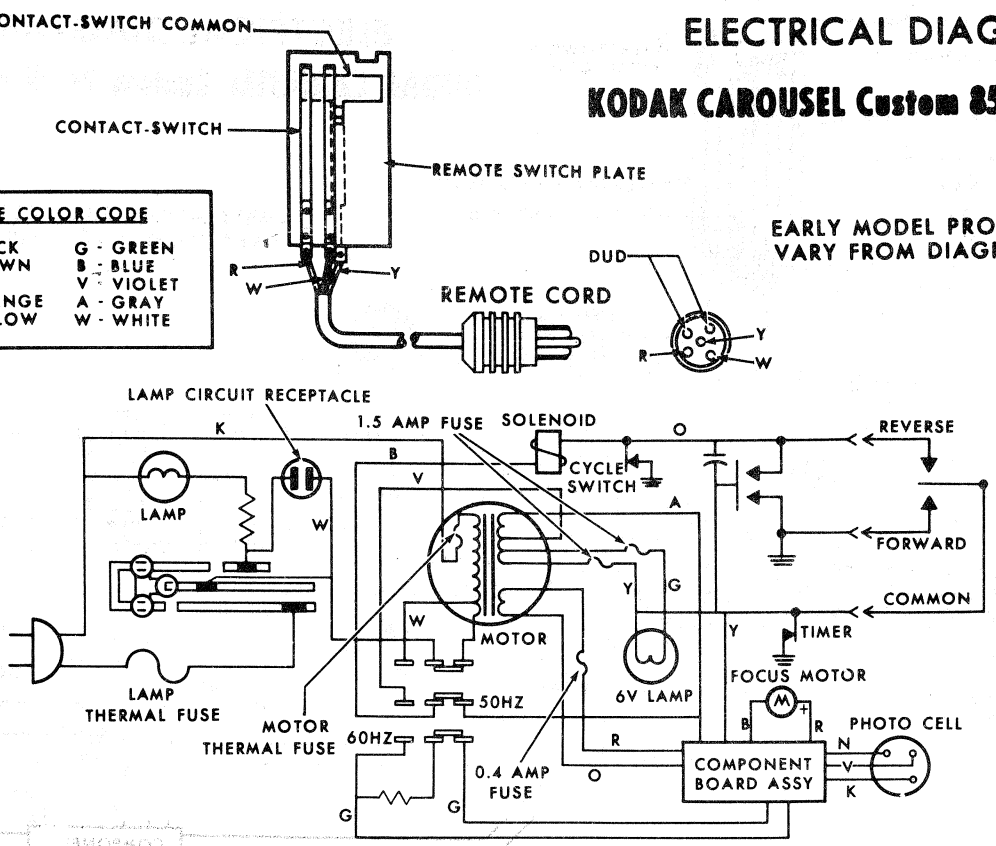 ONTACT-SWITCH COMMON
ELECTRICAL DIAG
KODAK CAROUSEL Custom 85
CONTACT-SWITCH
REMOTE SWITCH PLATE
E COLOR CODE
CK G - GREEN
WN B - BLUE
V - VIOLET
NGE A - GRAY
LOW W - WHITE
EARLY MODEL PRO
VARY FROM DIAG
R
W
Y
DUD
REMOTE CORD
Y
R
W
LAMP CIRCUIT RECEPTACLE
K
1.5 AMP FUSE
SOLENOID
O
REVERSE
B
V
CYCLE
SWITCH
LAMP
W
A
FORWARD
Y
G
COMMON
W
MOTOR
Y
TIMER
LAMP
THERMAL FUSE
6V LAMP
FOCUS MOTOR
M
+
50HZ
MOTOR
THERMAL FUSE
60HZ
B
R
PHOTO CELL
R
N
0.4 AMP
FUSE
O
COMPONENT
BOARD ASSY
V
K
G
G